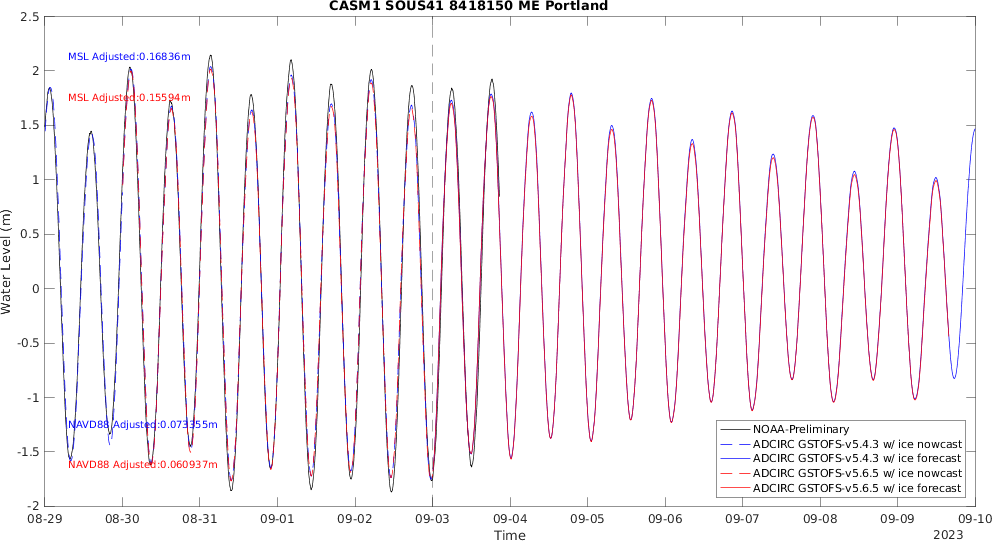 CASM1 SOUS41 8418150 ME Portland
2.5
2
1.5
1
0.5
0
-0.5
-1
-1.5
-2
Water Level (m)
MSL Adjusted:0.16836m
MSL Adjusted:0.15594m
NAVD88 Adjusted:0.073355m
NAVD88 Adjusted:0.060937m
NOAA-Preliminary
ADCIRC GSTOFS-v5.4.3 w/ ice nowcast
ADCIRC GSTOFS-v5.4.3 w/ ice forecast
ADCIRC GSTOFS-v5.6.5 w/ ice nowcast
ADCIRC GSTOFS-v5.6.5 w/ ice forecast
08-29 08-30 08-31 09-01 09-02 09-03 09-04 09-05 09-06 09-07 09-08 09-09 09-10
Time
2023